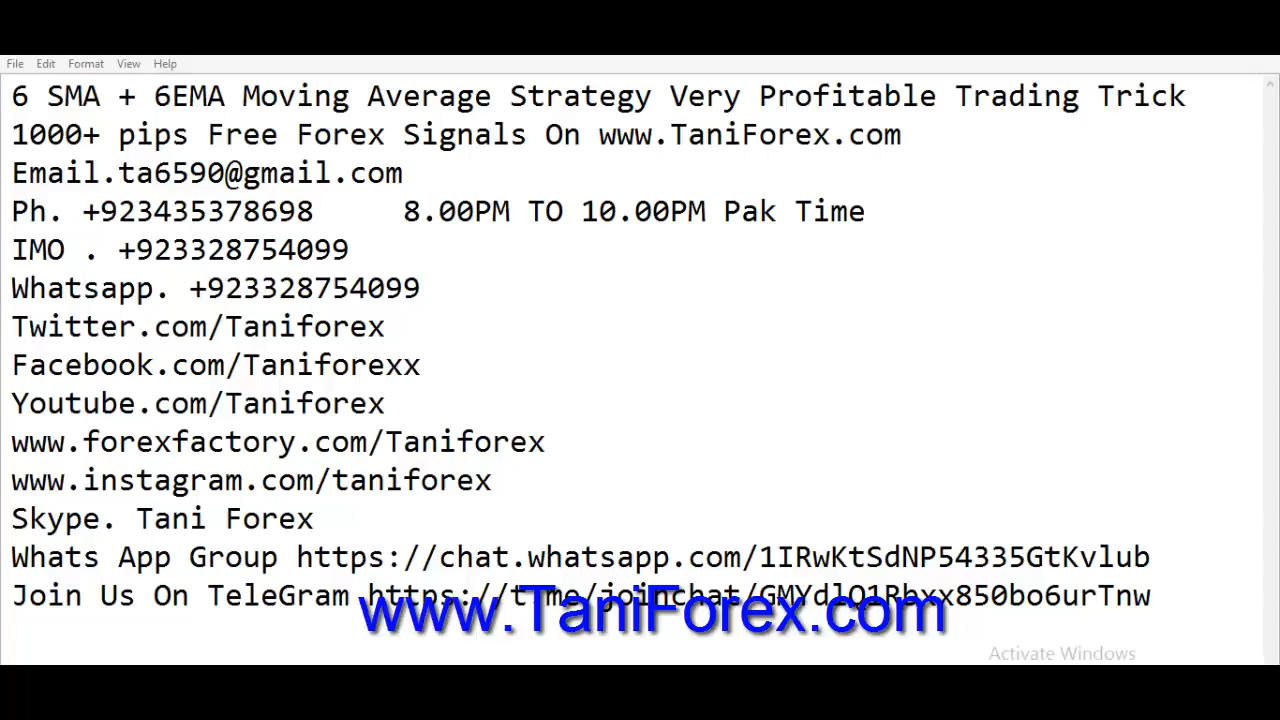 File Edit Format View Help
6 SMA + 6EMA Moving Average Strategy Very Profitable Trading Trick
1000+ pips Free Forex Signals On www.TaniForex.com
Email.ta6590@gmail.com
Ph. +923435378698 8.00PM TO 10.00PM Pak Time
IMO . +923328754099
Whatsapp. +923328754099
Twitter.com/Taniforex
Facebook.com/Taniforexx
Youtube.com/Taniforex
www.forexfactory.com/Taniforex
www.instagram.com/taniforex
Skype. Tani Forex
Whats App Group https://chat.whatsapp.com/1IRwKtSdNP54335GtKvlub
Join Us On TeleGram
www.TaniForex.com
Activate Windows